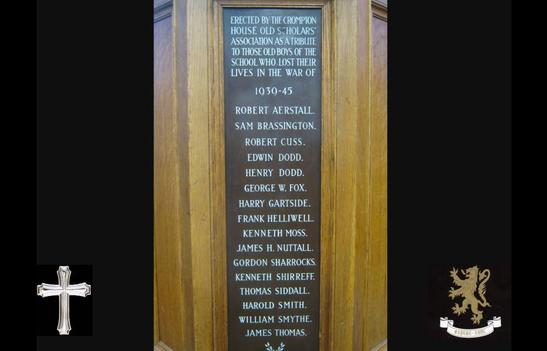 ERECTED BY THE CROMPTON
HOUSE OLD SCHOLARS'
ASSOCIATION AS A TRIBUTE
TO THOSE OLD BOYS OF THE
SCHOOL WHO LOST THEIR
LIVES IN THE WAR OF
1939-45
ROBERT AERSTALL.
SAM BRASSINGTON.
ROBERT CUSS.
EDWIN DODD.
HENRY DODD.
GEORGE W. FOX.
HARRY GARTSIDE.
FRANK HELLIWELL.
KENNETH MOSS.
JAMES H. NUTTALL.
GORDON SHARROCKS.
KENNETH SHIRREFF.
THOMAS SIDDALL.
HAROLD SMITH.
WILLIAM SMYTHE.
JAMES THOMAS.